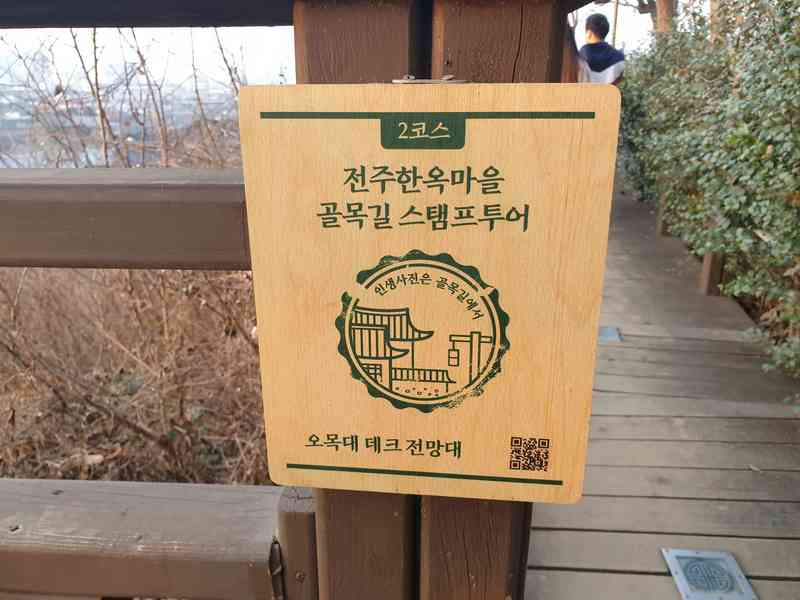 2코스
전주한옥마을
골목길 스탬프투어
인생사진은 골목길에서
오목대 데크 전망대